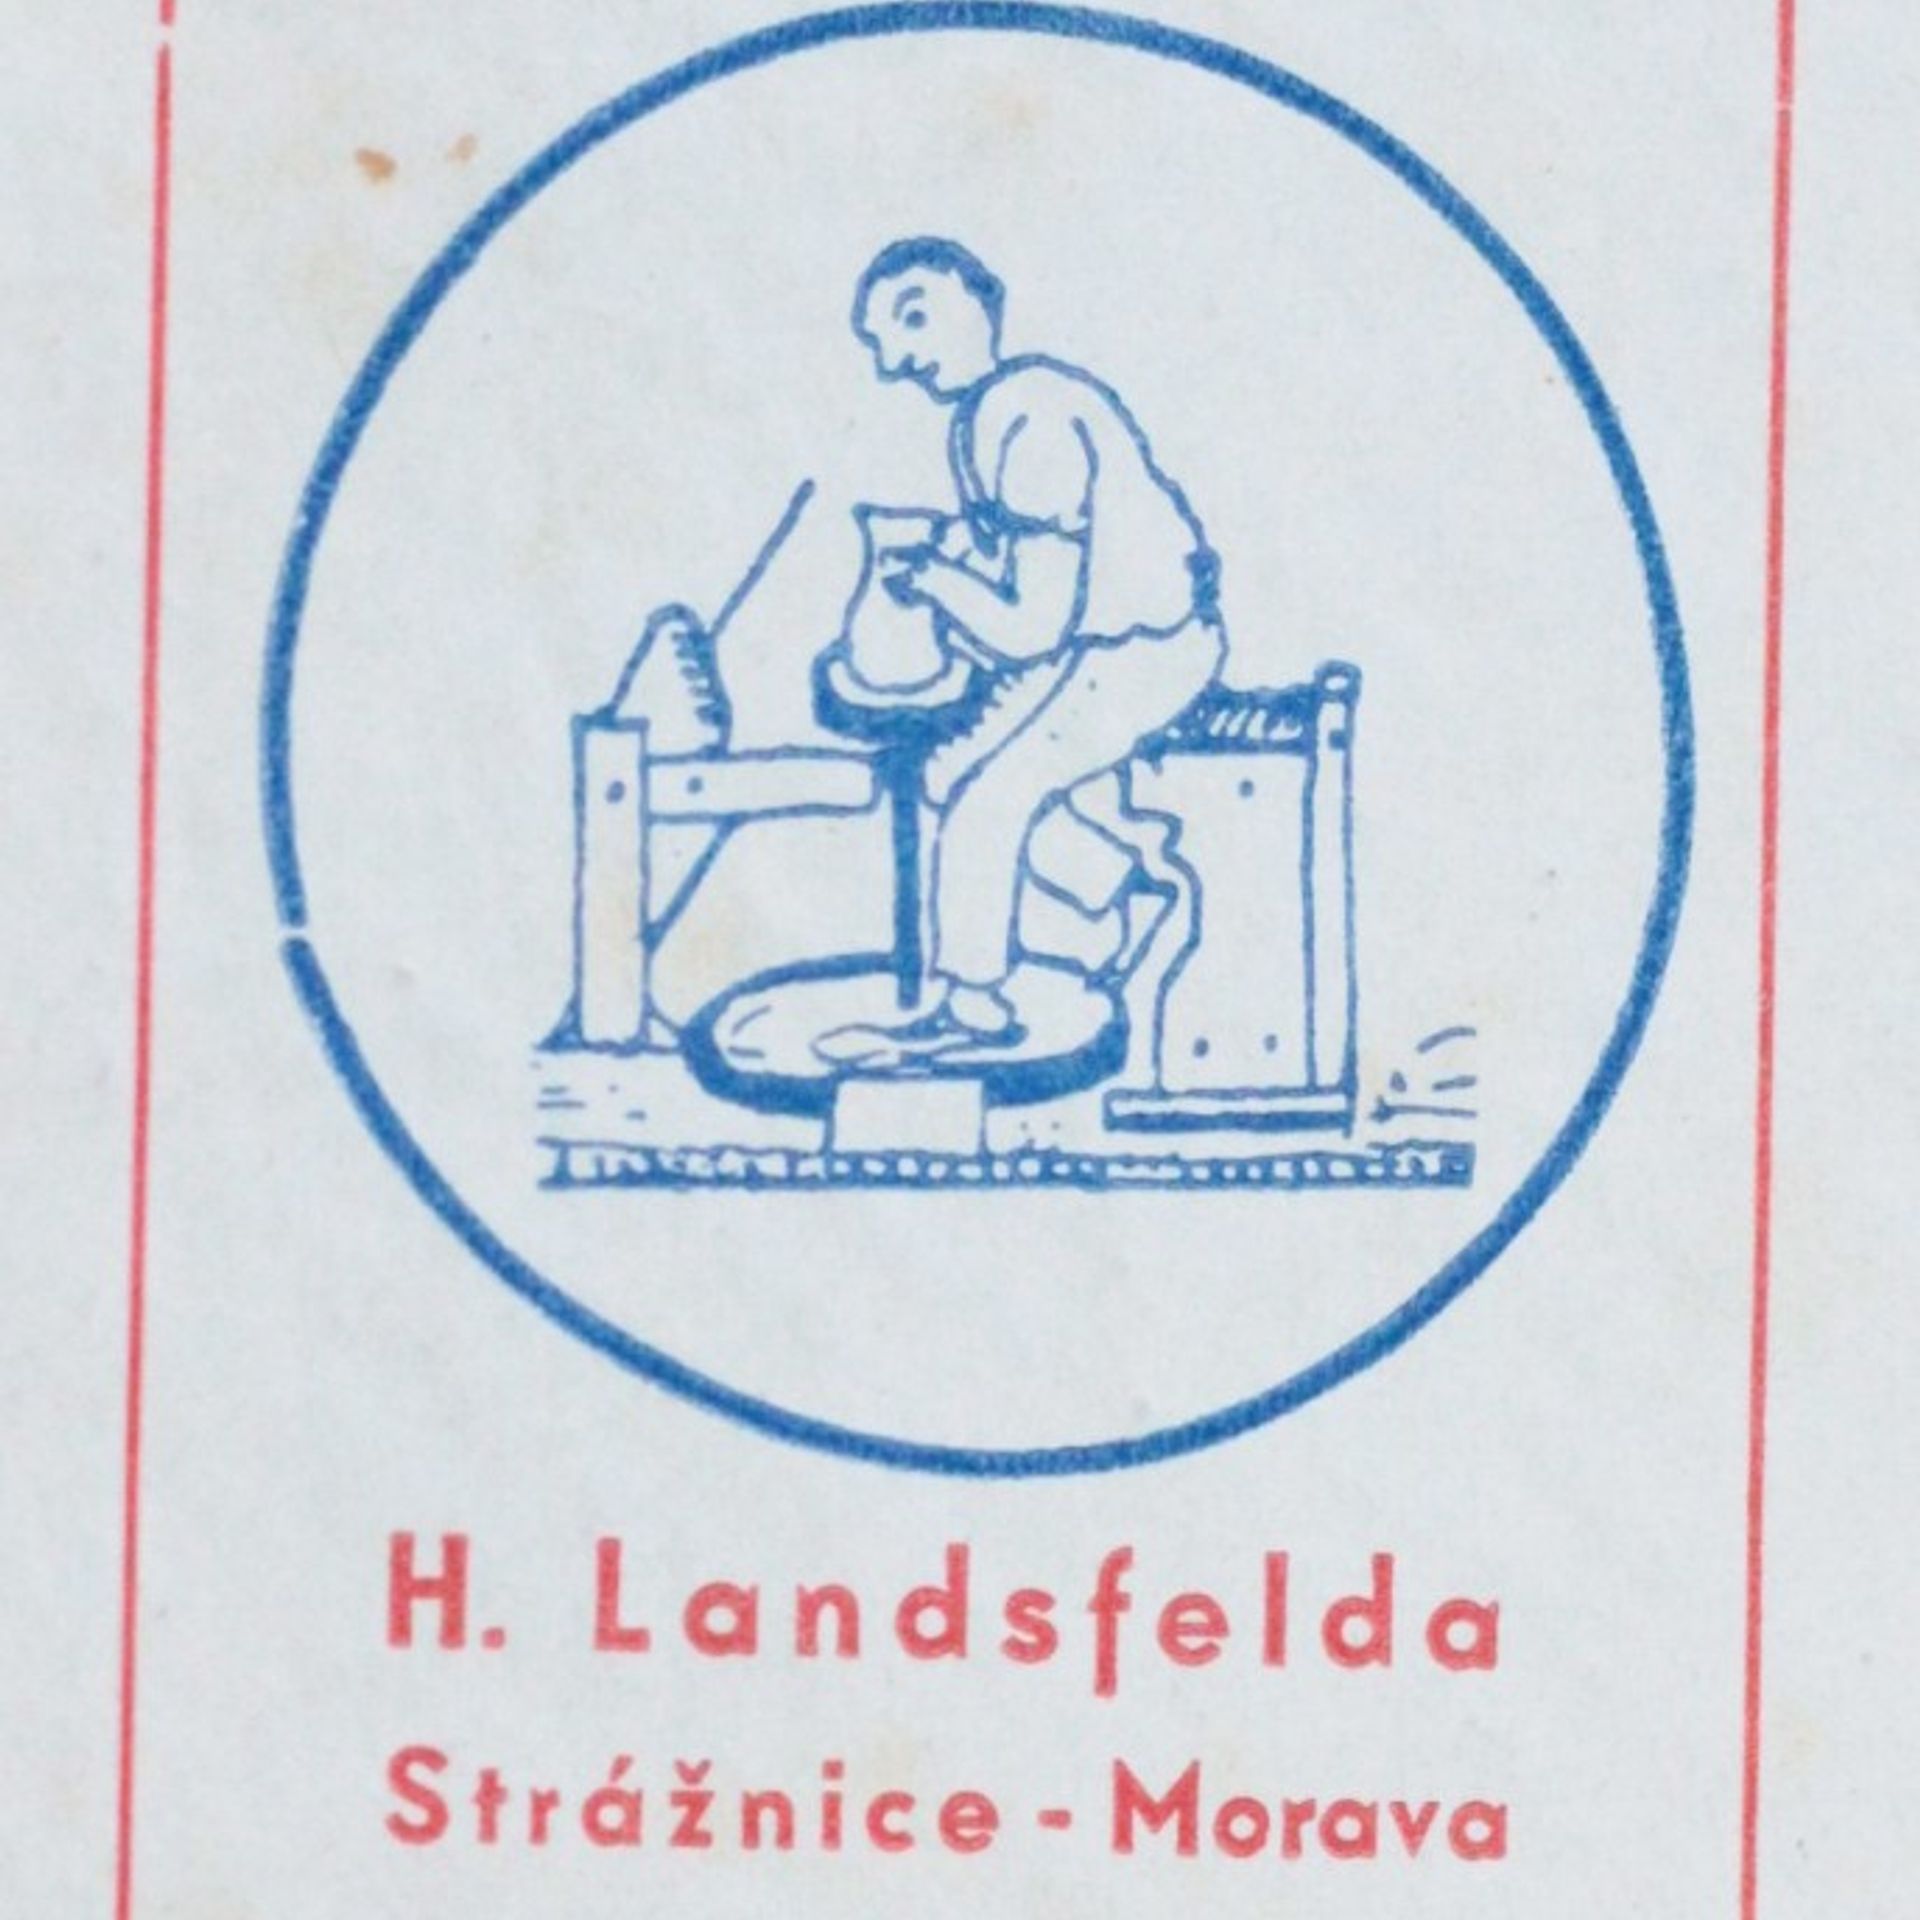 H. Landsfelda
Strážnice - Morava